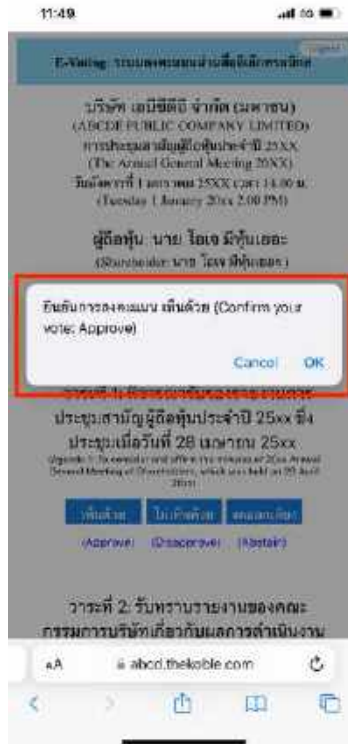 11:49
E-Voting ระบบลงคะแนนผ่านสื่ออิเล็กทรอนิกส์
บริษัท เอบีซีดีอี จำกัด (มหาชน)
(ABCDE PUBLIC COMPANY LIMITED)
การประชุมสามัญผู้ถือหุ้นประจำปี 25XX
(The Annual General Meeting 20XX)
วันอังคารที่ 1 มกราคม 25XX เวลา 14.00 น.
(Tuesday 1 January 20xx 2.00 PM)
ผู้ถือหุ้น นาย โอเจ มีหุ้นเยอะ
(Shareholder นาย โอเจ มีหุ้นเยอะ)
ยืนยันการลงคะแนน เห็นด้วย (Confirm your
vote: Approve)
Cancel OK
ประชุมสามัญผู้ถือหุ้นประจำปี 25xx ซึ่ง
ประชุมเมื่อวันที่ 28 เมษายน 25xx
เห็นด้วย ไม่เห็นด้วย งดออกเสียง
(Approve) (Disapprove) (Abstain)
วาระที่ 2: รับทราบรายงานของคณะ
กรรมการบริษัทเกี่ยวกับผลการดำเนินงาน
AA abcd.thekoble.com